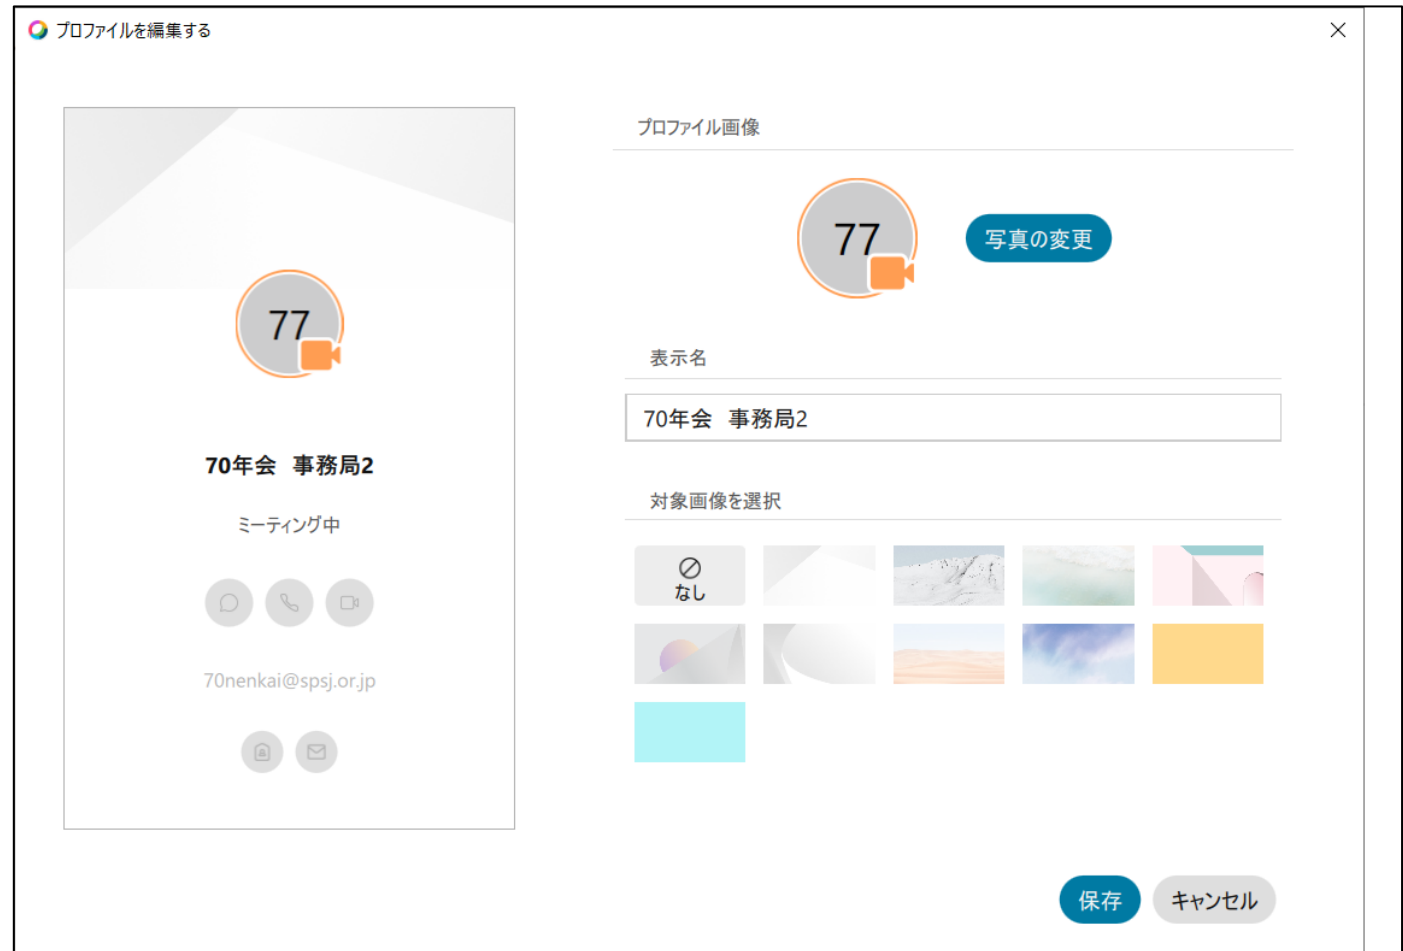 プロファイルを編集する
77
70年会　事務局2
ミーティング中
70nenkai@spsj.or.jp
プロファイル画像
77
写真の変更
表示名
70年会　事務局2
対象画像を選択
なし
保存
キャンセル